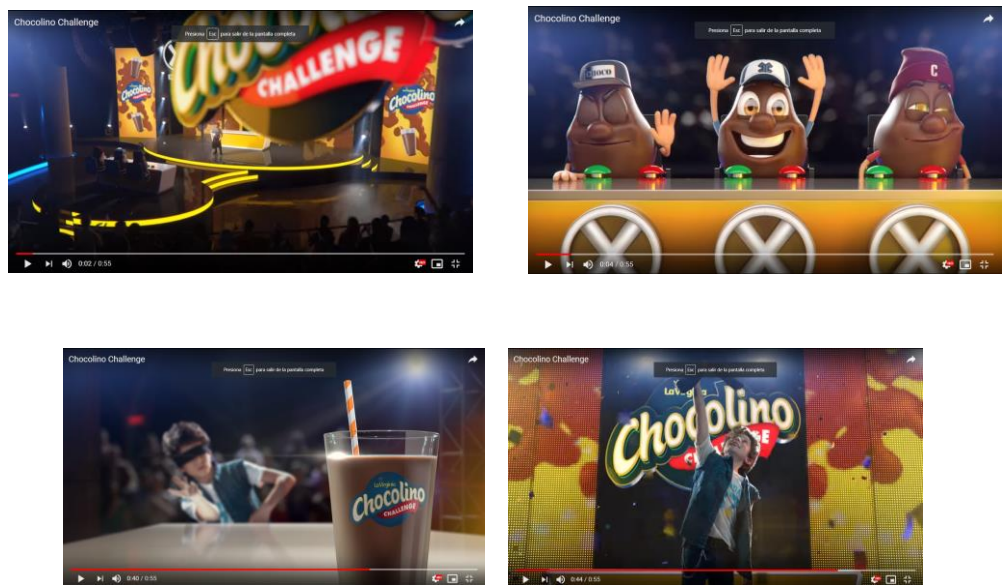 Chocolino Challenge
Presiona Esc para salir de la pantalla completa
Chocolino
CHALLENGE
Chocolino
Chocolino
0:02 / 0:55
Chocolino Challenge
Presiona Esc para salir de la pantalla completa
CHOCO
C
0:04 / 0:55
Chocolino Challenge
Presiona Esc para salir de la pantalla completa
Chocolino
CHALLENGE
0:40 / 0:55
Chocolino Challenge
Presiona Esc para salir de la pantalla completa
Chocolino
0:44 / 0:55